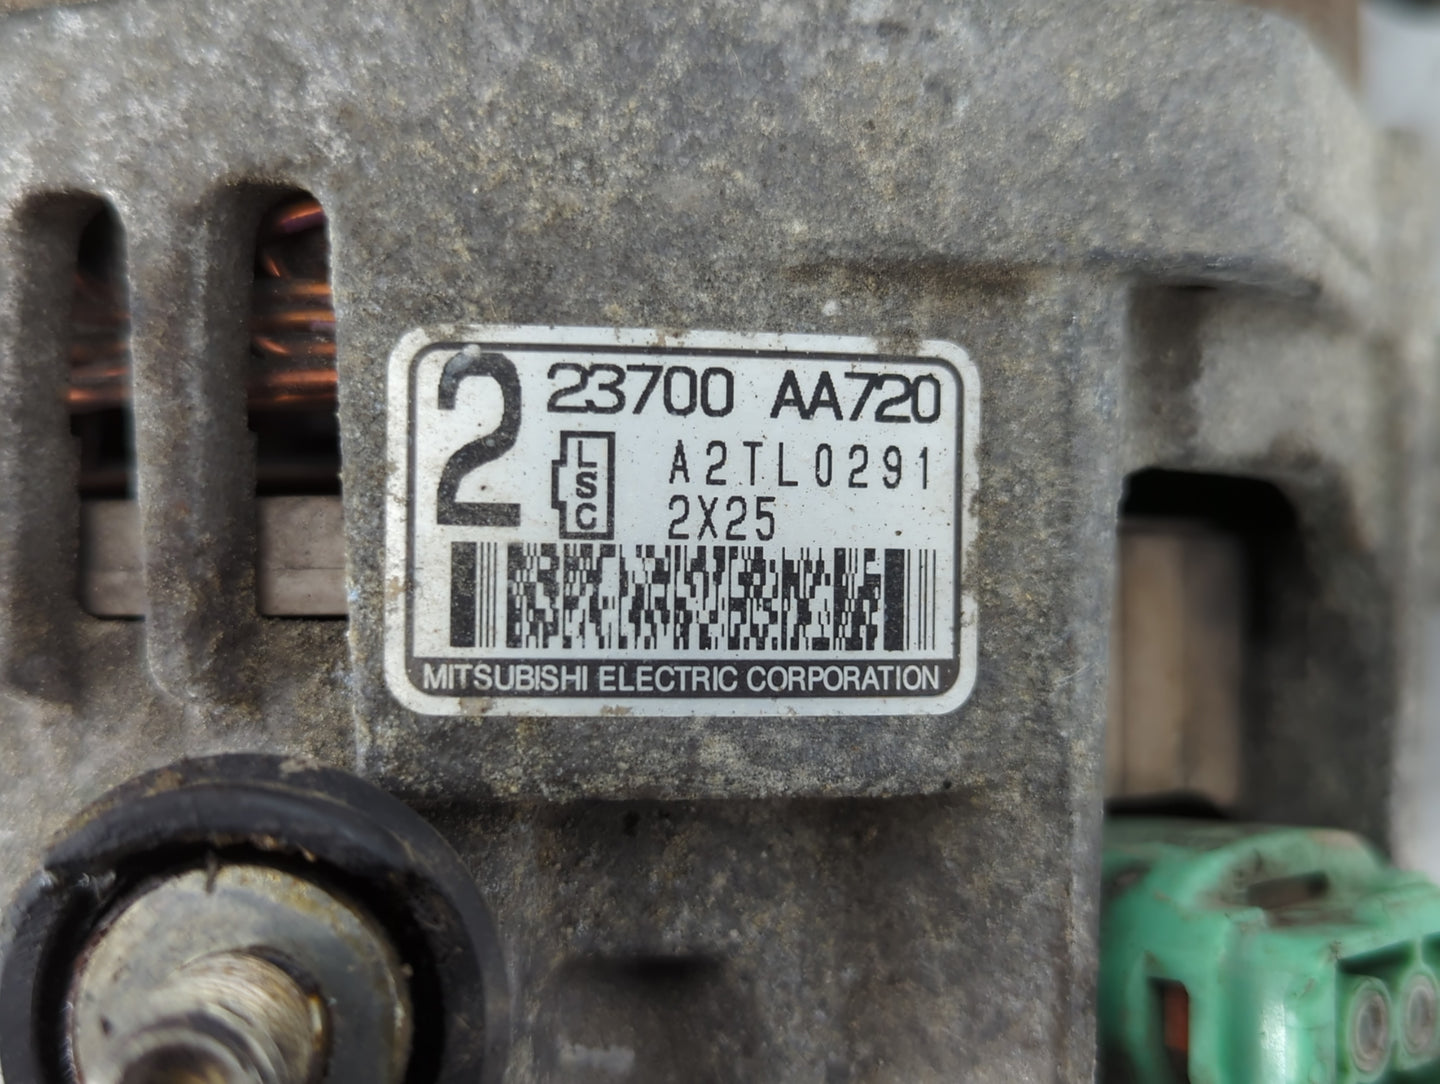 2 23700 AA720
LSC A2TL0291
2X25
MITSUBISHI ELECTRIC CORPORATION